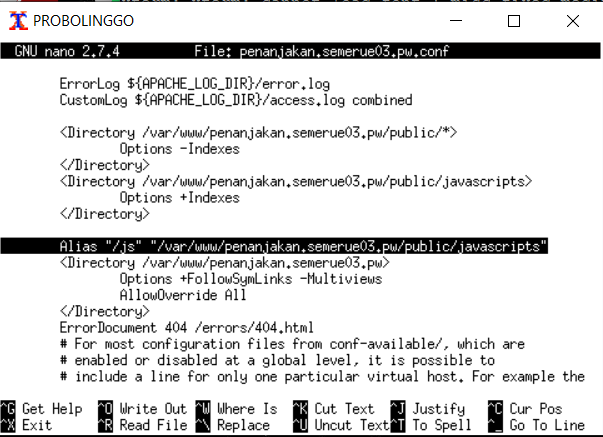 PROBOLINGGO
GNU nano 2.7.4 File: penanjakan.semerue03.pw.conf
ErrorLog ${APACHE_LOG_DIR}/error.log
CustomLog ${APACHE_LOG_DIR}/access.log combined
<Directory /var/www/penanjakan.semerue03.pw/public/*>
Options -Indexes
</Directory>
<Directory /var/www/penanjakan.semerue03.pw/public/javascripts>
Options +Indexes
</Directory>
Alias "/js" "/var/www/penanjakan.semerue03.pw/public/javascripts"
<Directory /var/www/penanjakan.semerue03.pw>
Options +FollowSymLinks -Multiviews
AllowOverride All
</Directory>
ErrorDocument 404 /errors/404.html
# For most configuration files from conf-available/, which are
# enabled or disabled at a global level, it is possible to
# include a line for only one particular virtual host. For example the
^G Get Help ^O Write Out ^W Where Is ^K Cut Text ^J Justify ^C Cur Pos
^X Exit ^R Read File ^\ Replace ^U Uncut Text ^T To Spell ^_ Go To Line